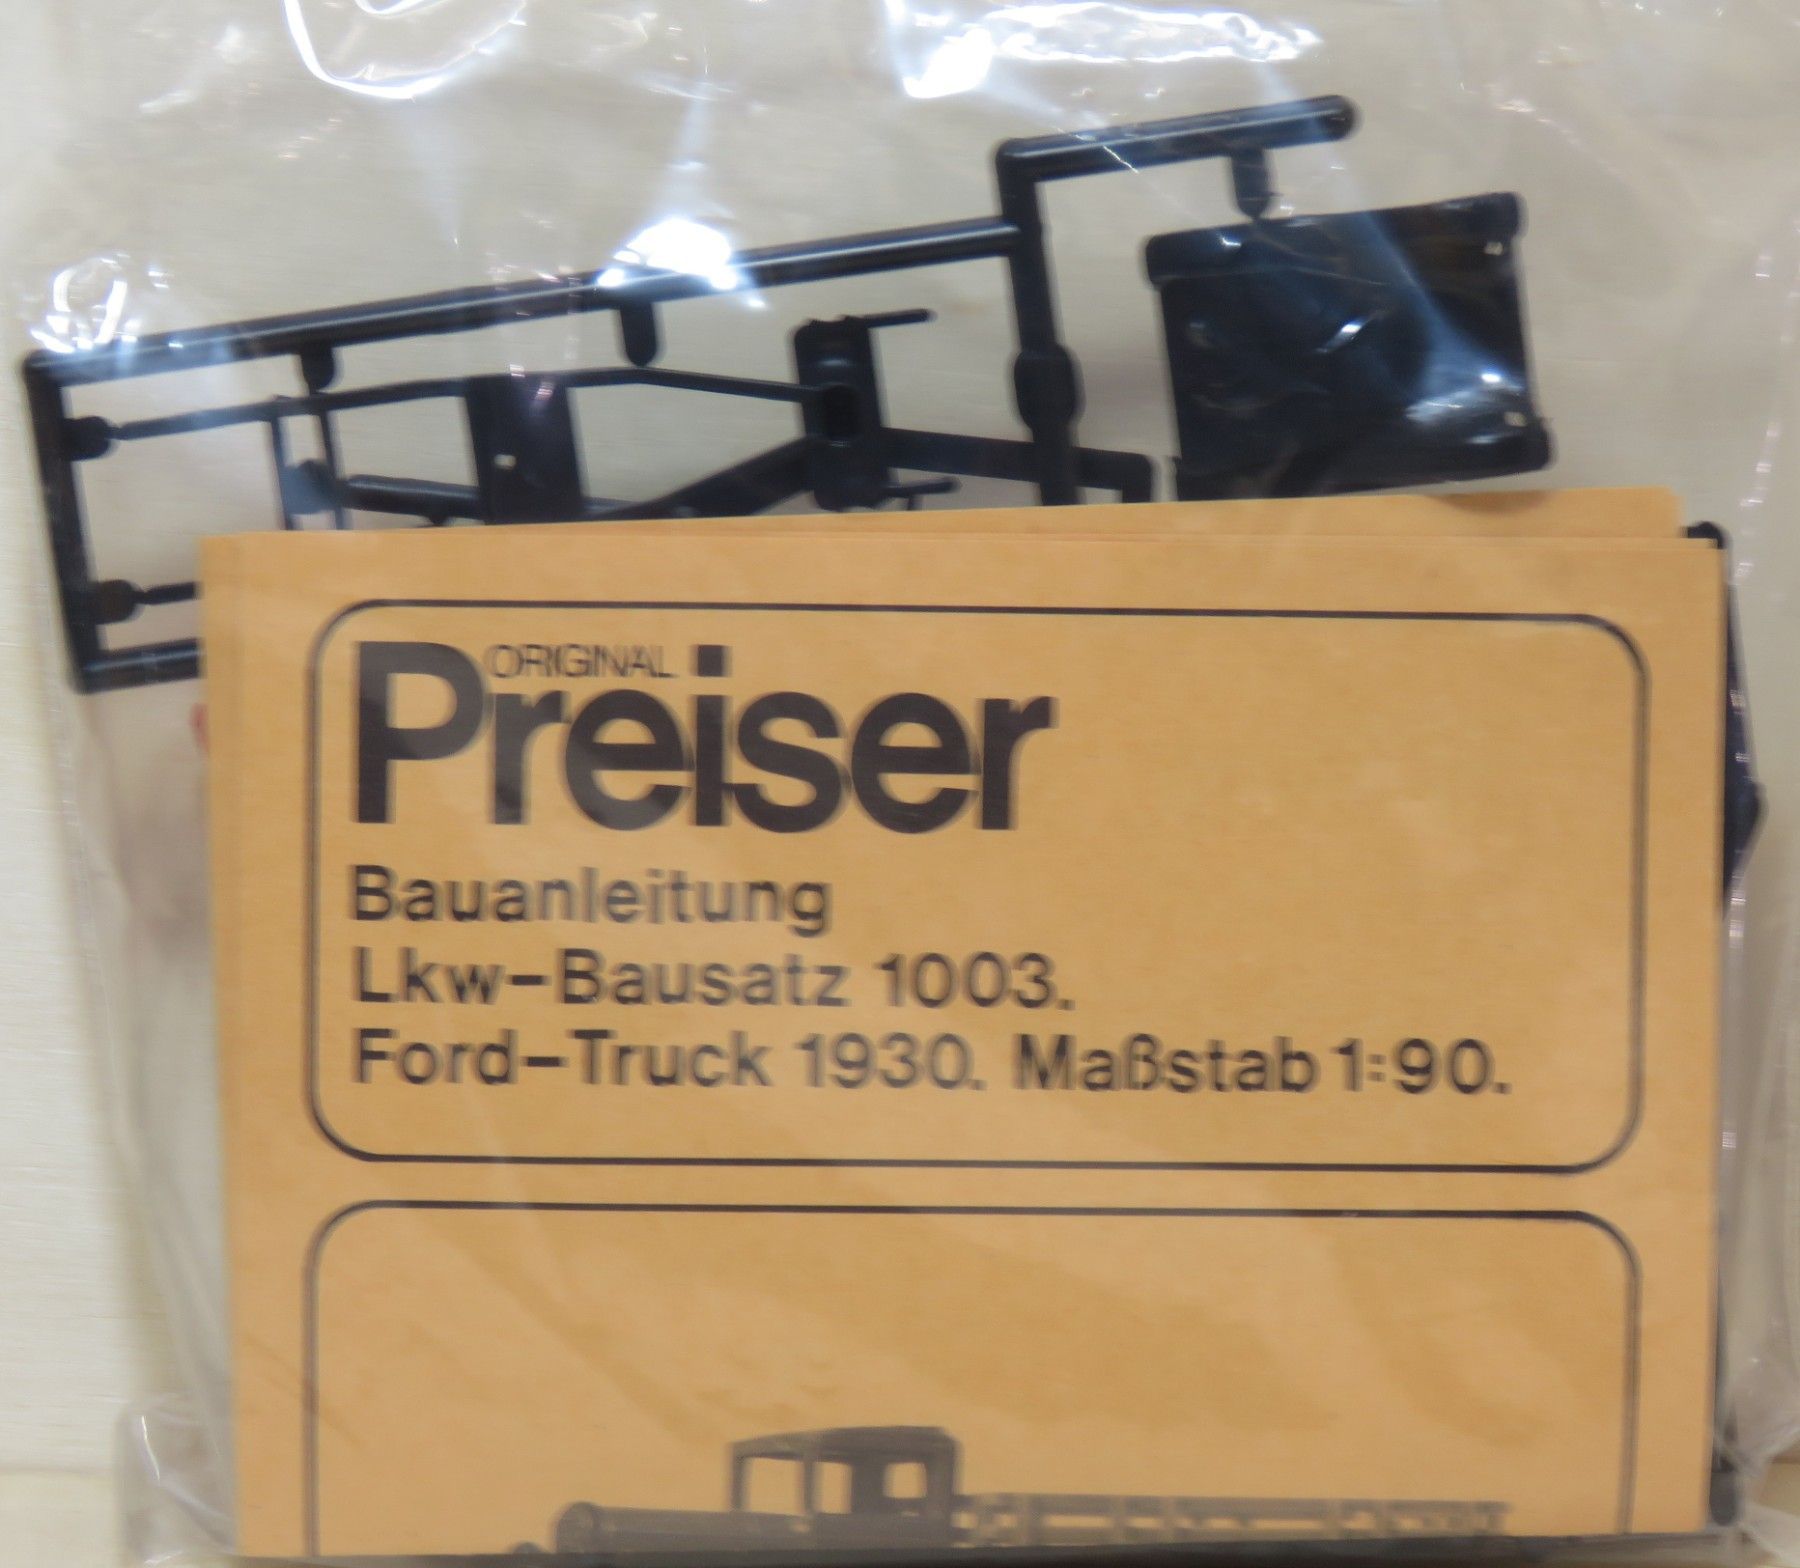 ORIGINAL
Preiser
Bauanleitung
Lkw-Bausatz 1003.
Ford-Truck 1930. Maßstab 1:90.